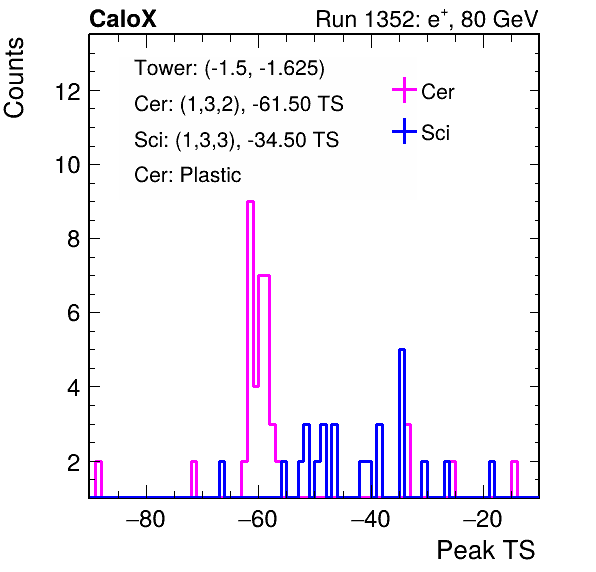 CaloX Run 1352: e⁺, 80 GeV
Counts
Tower: (-1.5, -1.625)
Cer: (1,3,2), -61.50 TS
Sci: (1,3,3), -34.50 TS
Cer: Plastic
Cer
Sci
12
10
8
6
4
2
−80 −60 −40 −20
Peak TS